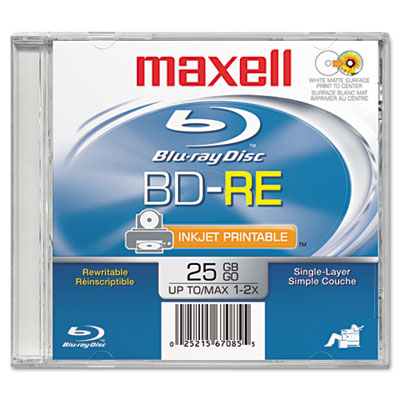 maxell
WHITE MATTE SURFACE
PRINT TO CENTER
SURFACE BLANC MAT
IMPRIMER AU CENTRE
Blu-ray Disc
BD-RE
INKJET PRINTABLE
TM
Rewritable
Réinscriptible
25 GB
GO
UP TO/MAX 1-2X
Single-Layer
Simple Couche
Blu-ray Disc
0 25215 67085 5